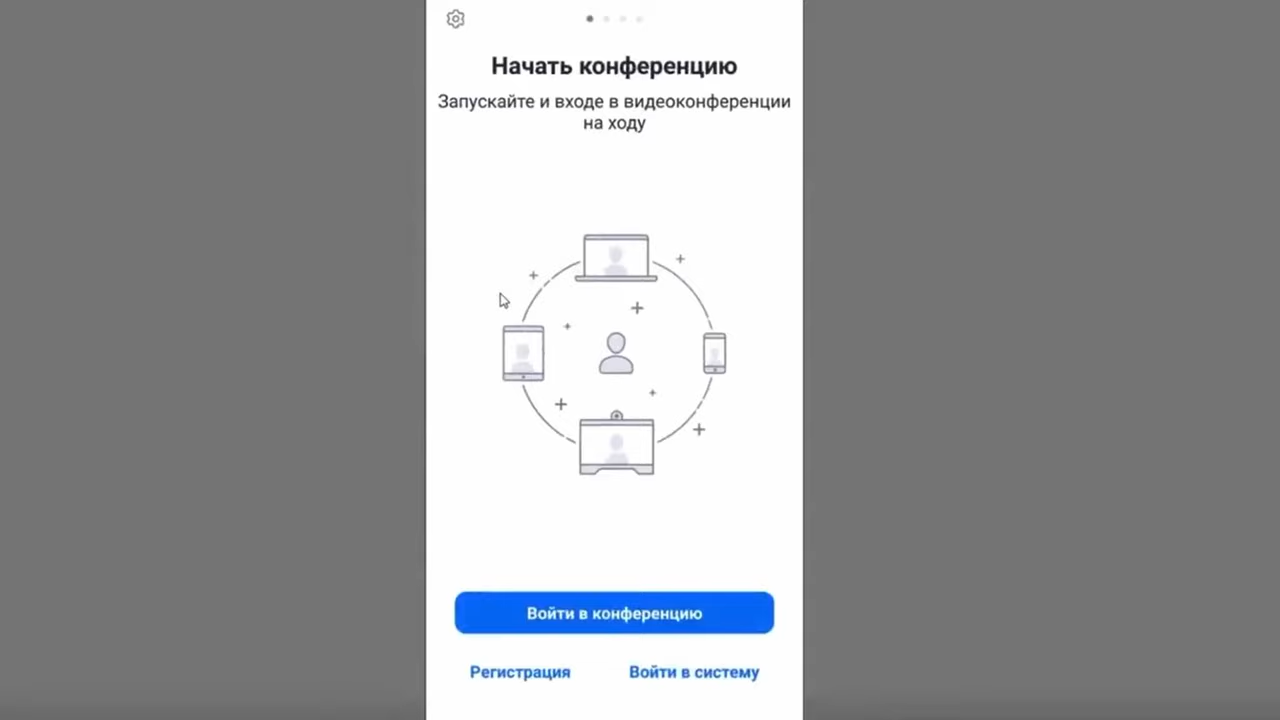 Начать конференцию
Запускайте и входе в видеоконференции
на ходу
Войти в конференцию
Регистрация
Войти в систему